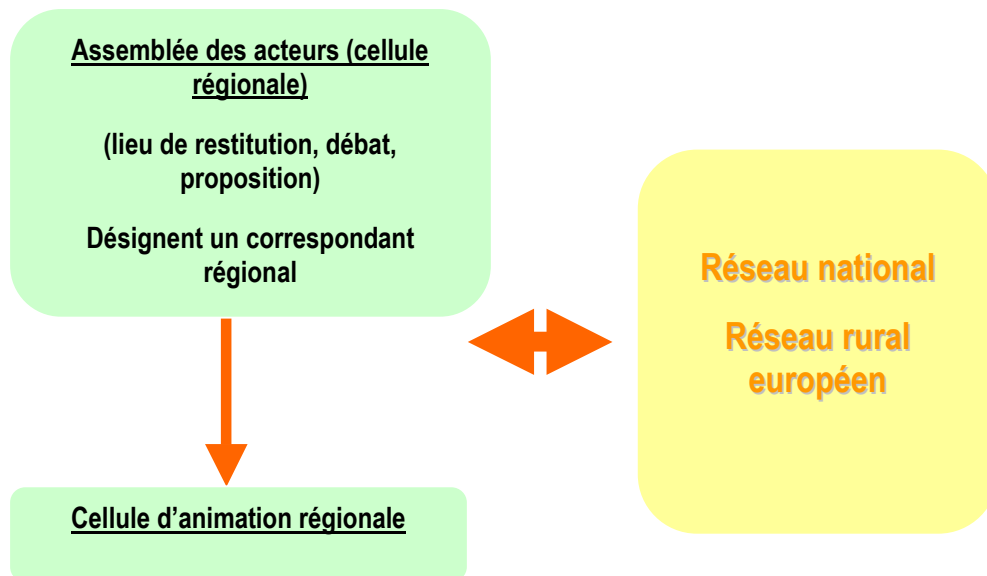 Assemblée des acteurs (cellule
régionale)
(lieu de restitution, débat,
proposition)
Désignent un correspondant
régional
Réseau national
Réseau rural
européen
Cellule d’animation régionale